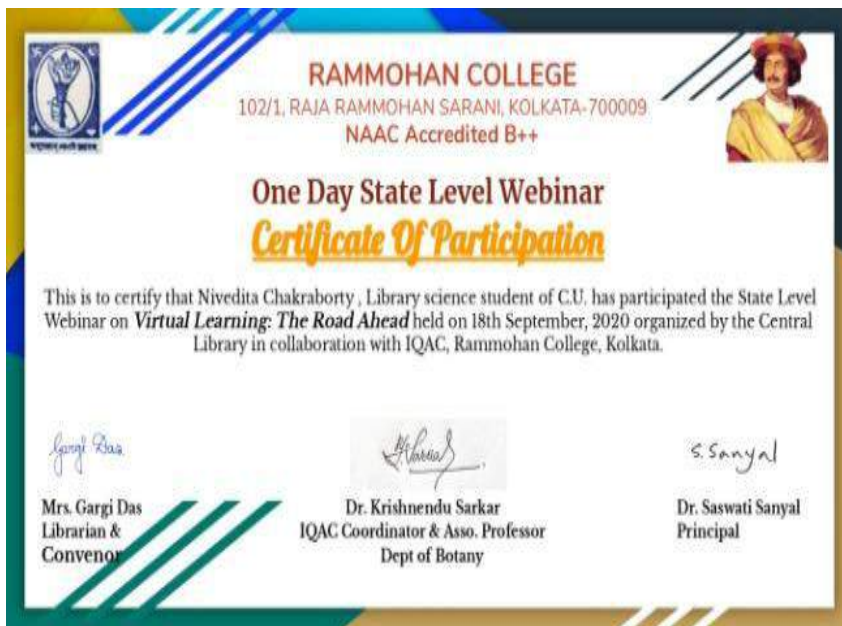 RAMMOHAN COLLEGE
102/1, RAJA RAMMOHAN SARANI, KOLKATA-700009
NAAC Accredited B++
One Day State Level Webinar
Certificate Of Participation
This is to certify that Nivedita Chakraborty , Library science student of C.U. has participated the State Level
Webinar on Virtual Learning: The Road Ahead held on 18th September, 2020 organized by the Central
Library in collaboration with IQAC, Rammohan College, Kolkata.
Gargi Das
S. Sanyal
Mrs. Gargi Das
Librarian &
Convenor
Dr. Krishnendu Sarkar
IQAC Coordinator & Asso. Professor
Dept of Botany
Dr. Saswati Sanyal
Principal